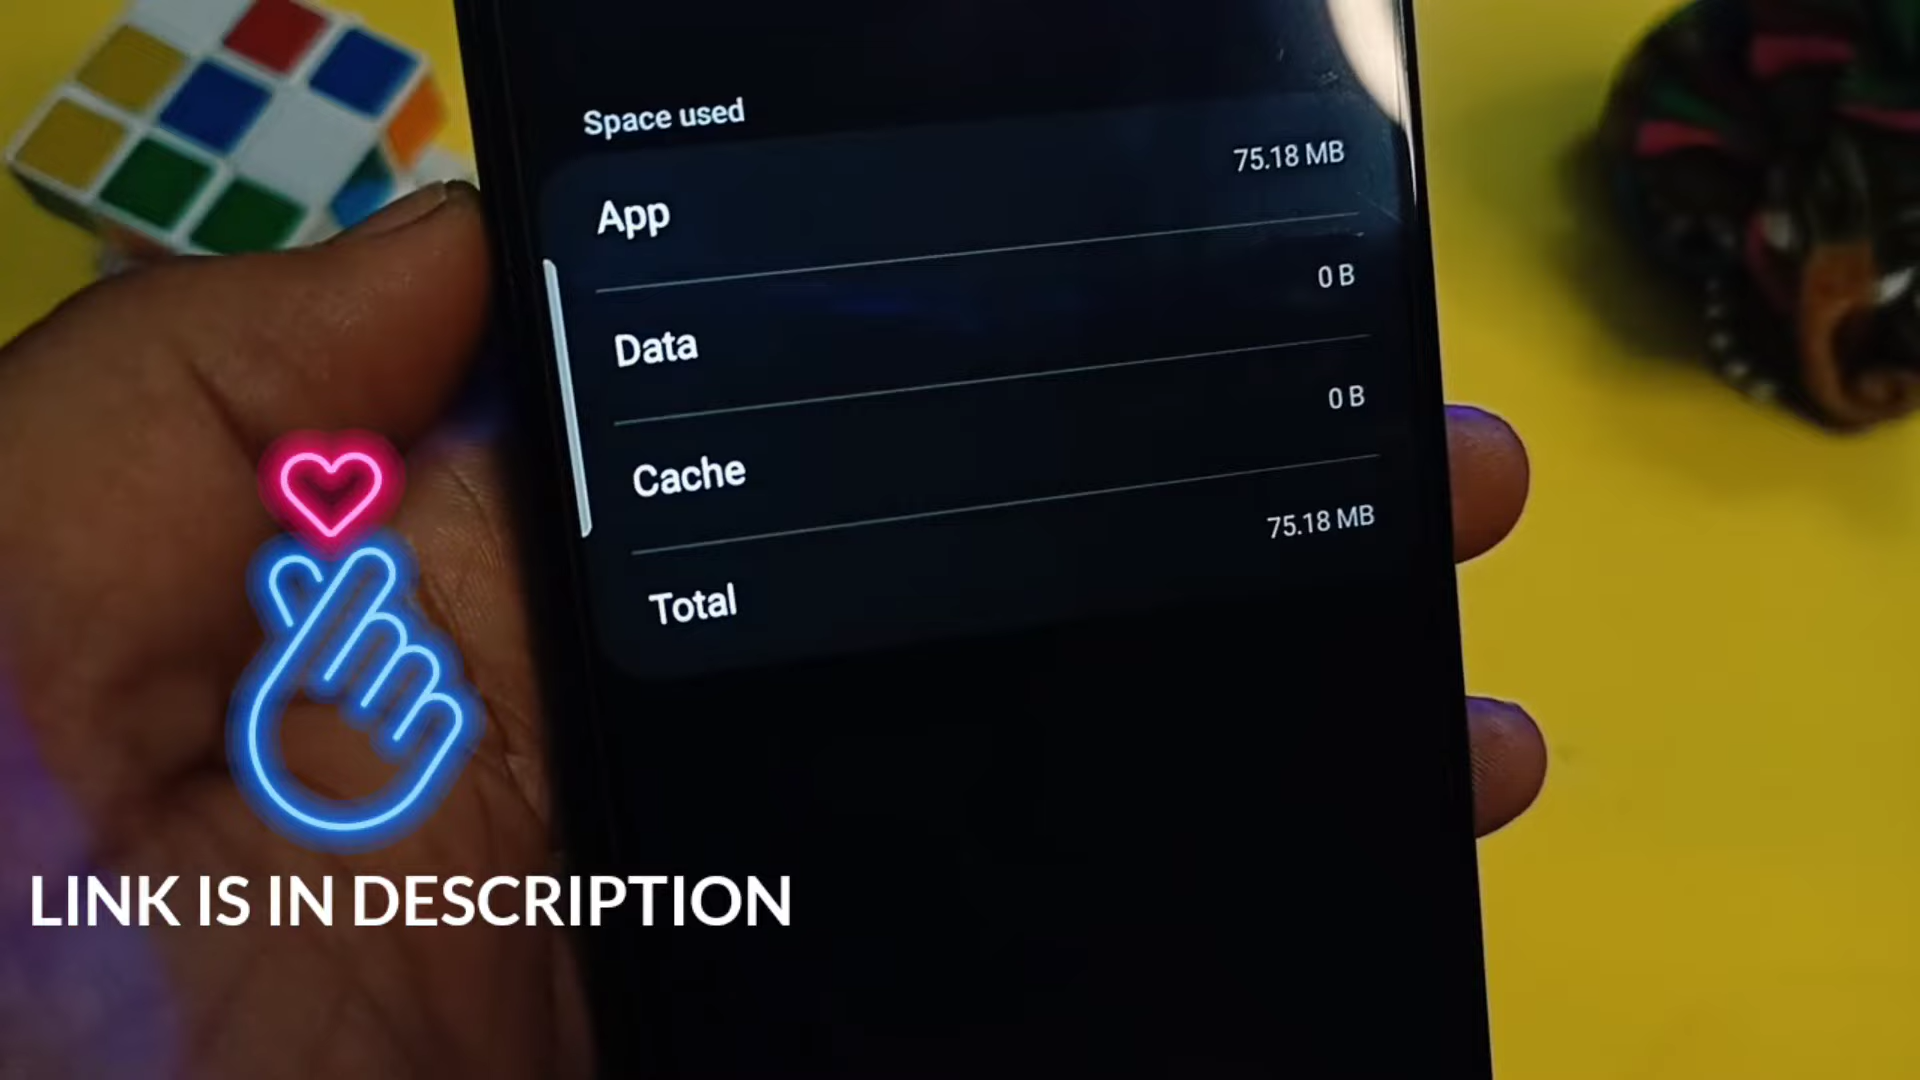 Space used
App 75.18 MB
Data 0 B
Cache 0 B
Total 75.18 MB
LINK IS IN DESCRIPTION